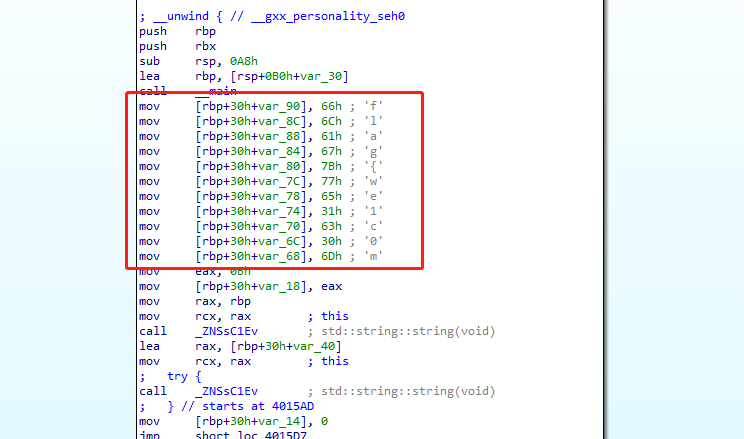 ; __unwind { // __gxx_personality_seh0
push rbp
push rbx
sub rsp, 0A8h
lea rbp, [rsp+0B0h+var_30]
call __main
mov [rbp+30h+var_90], 66h ; 'f'
mov [rbp+30h+var_8C], 6Ch ; 'l'
mov [rbp+30h+var_88], 61h ; 'a'
mov [rbp+30h+var_84], 67h ; 'g'
mov [rbp+30h+var_80], 7Bh ; '{'
mov [rbp+30h+var_7C], 77h ; 'w'
mov [rbp+30h+var_78], 65h ; 'e'
mov [rbp+30h+var_74], 31h ; '1'
mov [rbp+30h+var_70], 63h ; 'c'
mov [rbp+30h+var_6C], 30h ; '0'
mov [rbp+30h+var_68], 6Dh ; 'm'
mov eax, 0Bh
mov [rbp+30h+var_18], eax
mov rax, rbp
mov rcx, rax ; this
call _ZNSsC1Ev ; std::string::string(void)
lea rax, [rbp+30h+var_40]
mov rcx, rax ; this
; try {
call _ZNSsC1Ev ; std::string::string(void)
; } // starts at 4015AD
mov [rbp+30h+var_14], 0
jmp short loc_4015D7